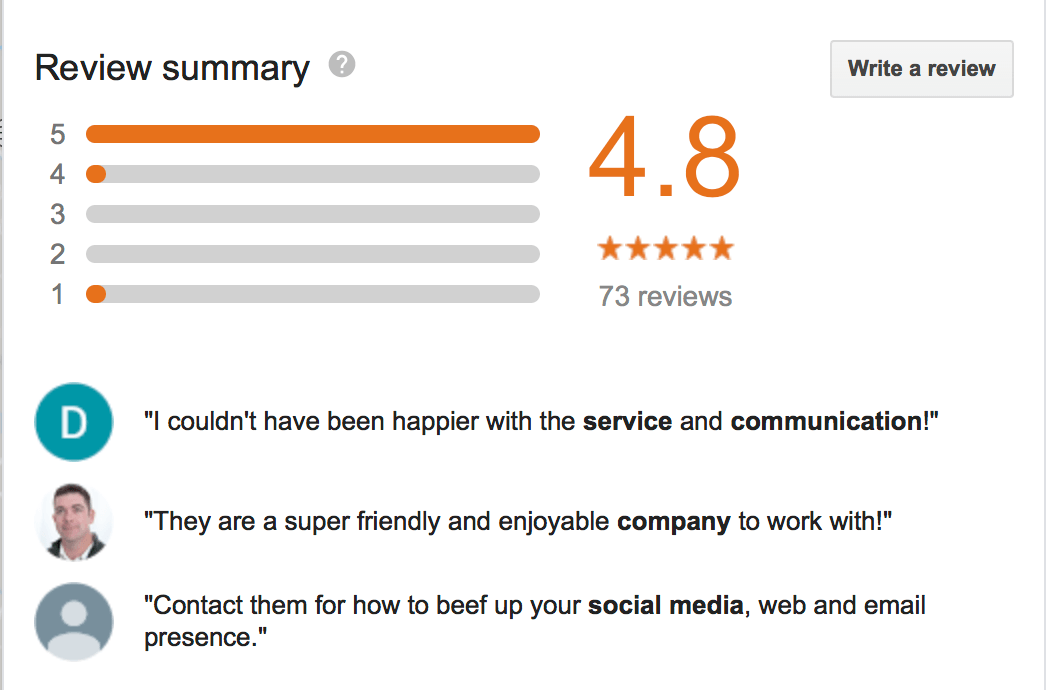 Review summary ?
Write a review
5
4
3
2
1
4.8
73 reviews
D
"I couldn't have been happier with the service and communication!"
"They are a super friendly and enjoyable company to work with!"
"Contact them for how to beef up your social media, web and email
presence."